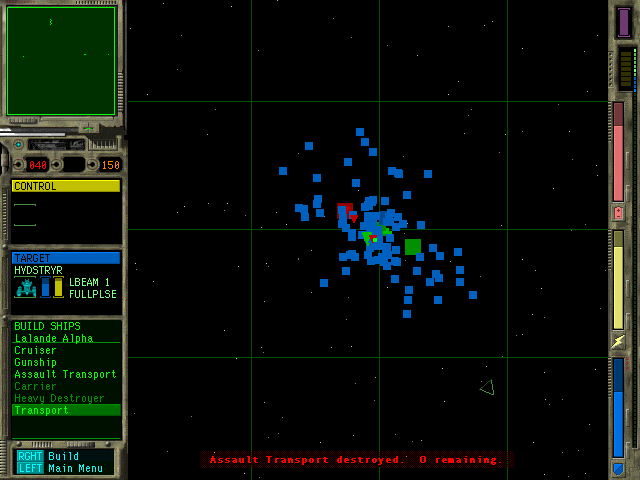 040
150
CONTROL
TARGET
HVDSTRYR
LBEAM 1
FULLPLSE
BUILD SHIPS
Lalande Alpha
Cruiser
Gunship
Assault Transport
Carrier
Heavy Destroyer
Transport
RGHT Build
LEFT Main Menu
Assault Transport destroyed. 0 remaining.